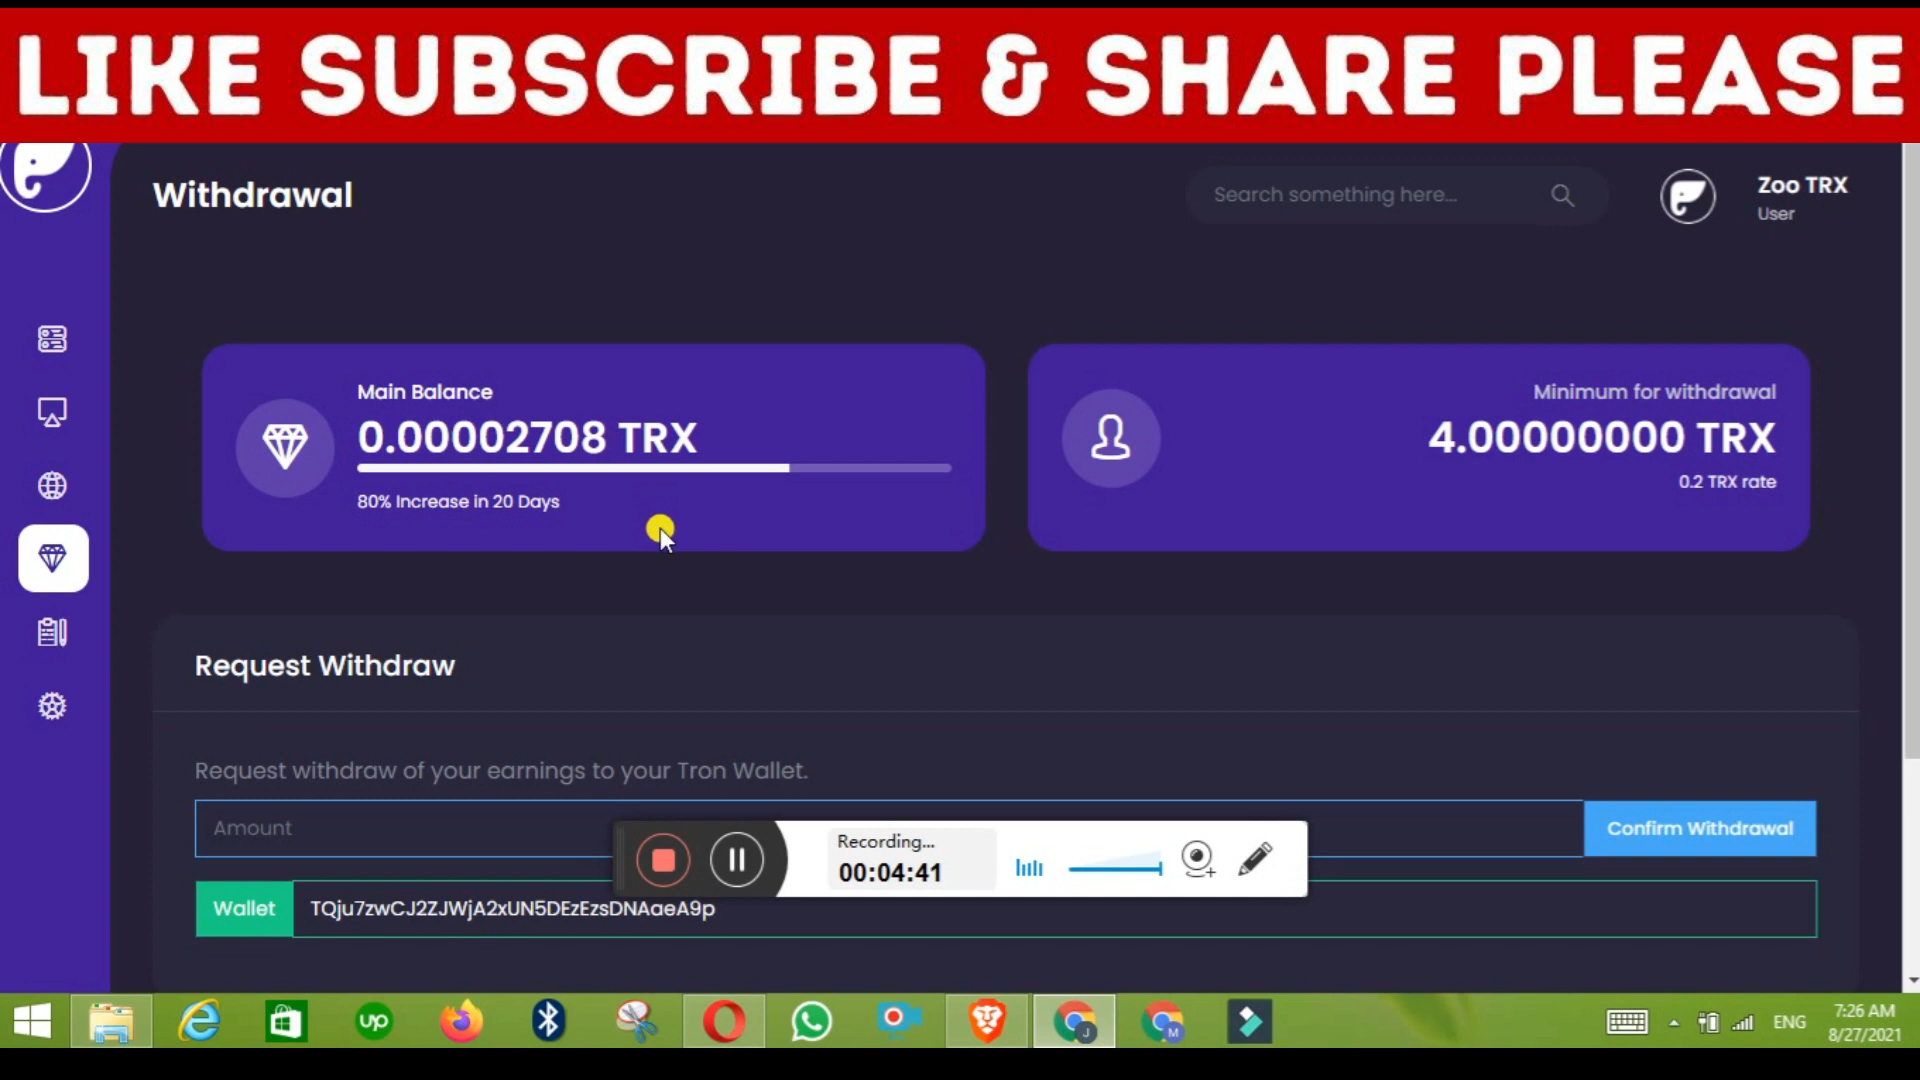 LIKE SUBSCRIBE & SHARE PLEASE
Withdrawal
Search something here...
Zoo TRX
User
Main Balance
0.00002708 TRX
80% Increase in 20 Days
Minimum for withdrawal
4.00000000 TRX
0.2 TRX rate
Request Withdraw
Request withdraw of your earnings to your Tron Wallet.
Amount
Confirm Withdrawal
Recording...
00:04:41
Wallet
TQju7zwCJ2ZJWjA2xUN5DEzEzsDNAaeA9p
up
J
M
ENG
7:26 AM
8/27/2021